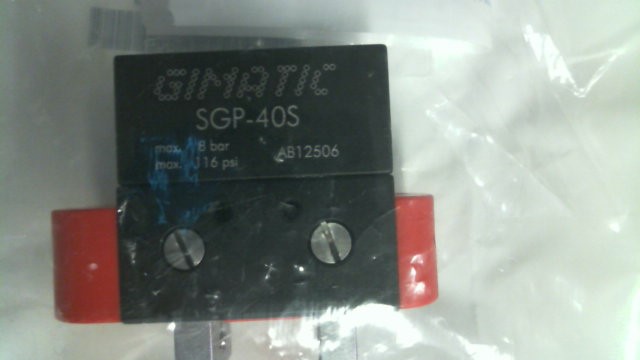 GIMATIC
SGP-40S
max. 8 bar
max. 116 psi
AB12506